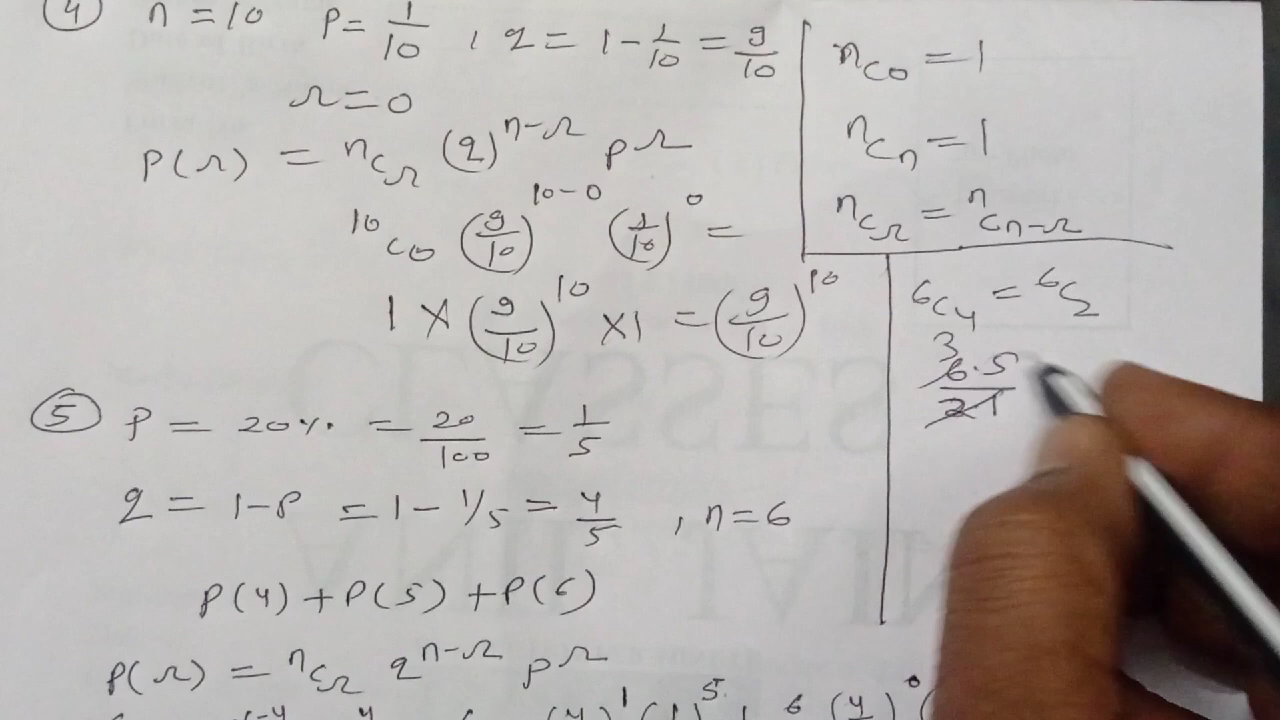 ④ n = 10 p = 1/10 , q = 1 - 1/10 = 9/10
r = 0
P(r) = nCr (q)^n-r p^r
10C0 (9/10)^10-0 (1/10)^0 =
1 × (9/10)^10 × 1 = (9/10)^10
nC0 = 1
nCn = 1
nCr = nCn-r
6C4 = 6C2
3
6·5
2 1
⑤ P = 20% = 20/100 = 1/5
q = 1 - P = 1 - 1/5 = 4/5 , n = 6
P(4) + P(5) + P(6)
P(r) = nCr q^n-r p^r